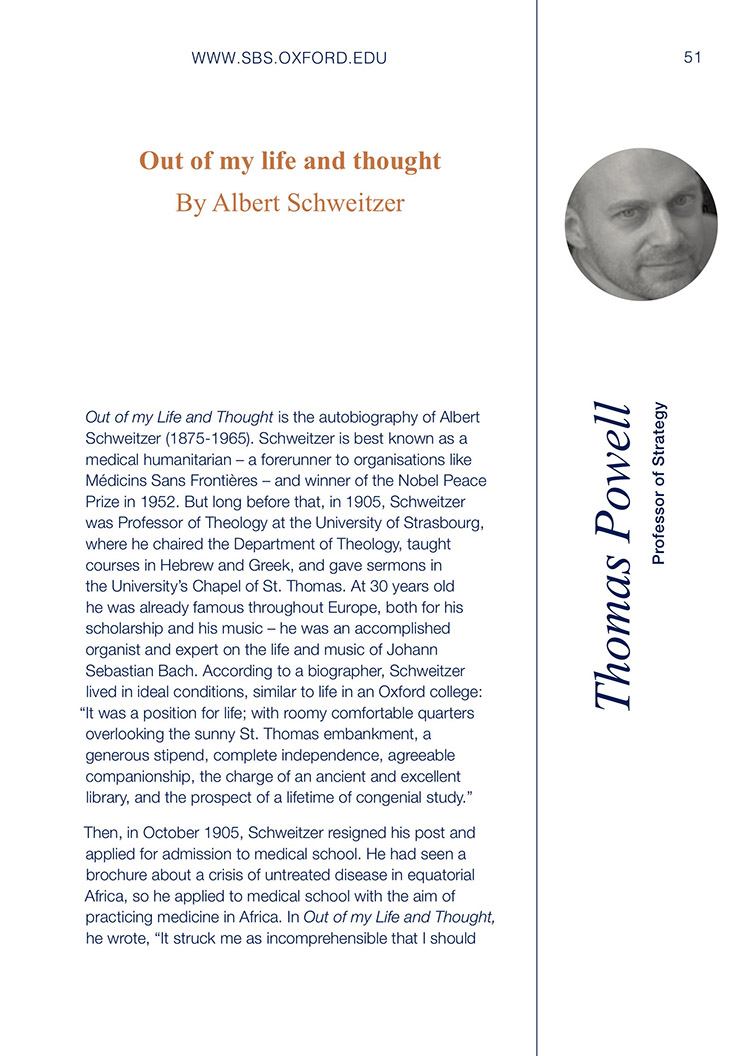 WWW.SBS.OXFORD.EDU
51
Out of my life and thought
By Albert Schweitzer
Thomas Powell
Professor of Strategy
Out of my Life and Thought is the autobiography of Albert
Schweitzer (1875-1965). Schweitzer is best known as a
medical humanitarian – a forerunner to organisations like
Médicins Sans Frontières – and winner of the Nobel Peace
Prize in 1952. But long before that, in 1905, Schweitzer
was Professor of Theology at the University of Strasbourg,
where he chaired the Department of Theology, taught
courses in Hebrew and Greek, and gave sermons in
the University’s Chapel of St. Thomas. At 30 years old
he was already famous throughout Europe, both for his
scholarship and his music – he was an accomplished
organist and expert on the life and music of Johann
Sebastian Bach. According to a biographer, Schweitzer
lived in ideal conditions, similar to life in an Oxford college:
“It was a position for life; with roomy comfortable quarters
overlooking the sunny St. Thomas embankment, a
generous stipend, complete independence, agreeable
companionship, the charge of an ancient and excellent
library, and the prospect of a lifetime of congenial study.”
Then, in October 1905, Schweitzer resigned his post and
applied for admission to medical school. He had seen a
brochure about a crisis of untreated disease in equatorial
Africa, so he applied to medical school with the aim of
practicing medicine in Africa. In Out of my Life and Thought,
he wrote, “It struck me as incomprehensible that I should